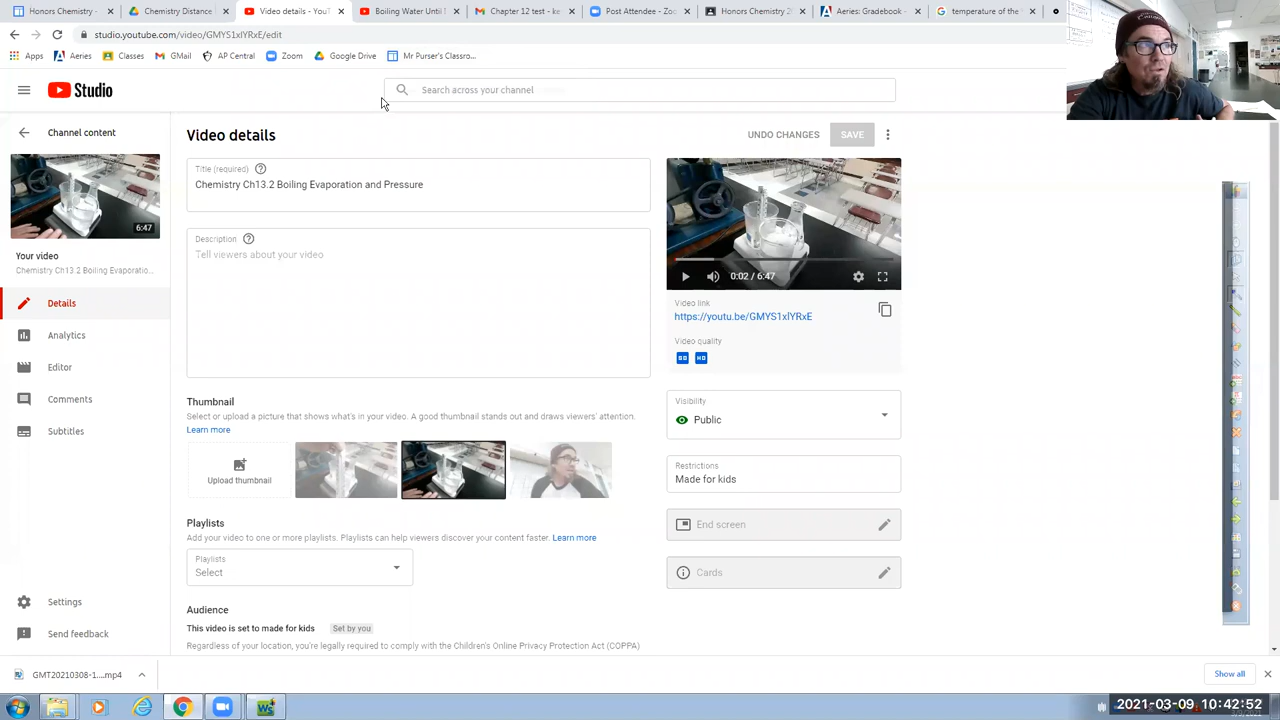 Honors Chemistry -
Chemistry Distance
Video details - YouT
Boiling Water Until
Chapter 12 test - ke
Post Attendee - Zoo
Honors Chemistry -
Aeries: Gradebook -
temperature of the
studio.youtube.com/video/GMYS1xlYRxE/edit
Apps
Aeries
Classes
GMail
AP Central
Zoom
Google Drive
Mr Purser's Classro...
Studio
Search across your channel
Channel content
Video details
UNDO CHANGES
SAVE
Title (required)
Chemistry Ch13.2 Boiling Evaporation and Pressure
6:47
Description
Tell viewers about your video
Your video
Chemistry Ch13 2 Boiling Evaporatio...
0:02 / 6:47
Details
Video link
https://youtu.be/GMYS1xlYRxE
Analytics
Video quality
SD
HD
Editor
Comments
Thumbnail
Select or upload a picture that shows what's in your video. A good thumbnail stands out and draws viewers' attention.
Learn more
Visibility
Public
Subtitles
Upload thumbnail
Restrictions
Made for kids
Playlists
Add your video to one or more playlists. Playlists can help viewers discover your content faster. Learn more
End screen
Playlists
Select
Cards
Settings
Audience
This video is set to made for kids
Set by you
Send feedback
Regardless of your location, you're legally required to comply with the Children's Online Privacy Protection Act (COPPA)
GMT20210308-1....mp4
Show all
2021-03-09 10:42:52